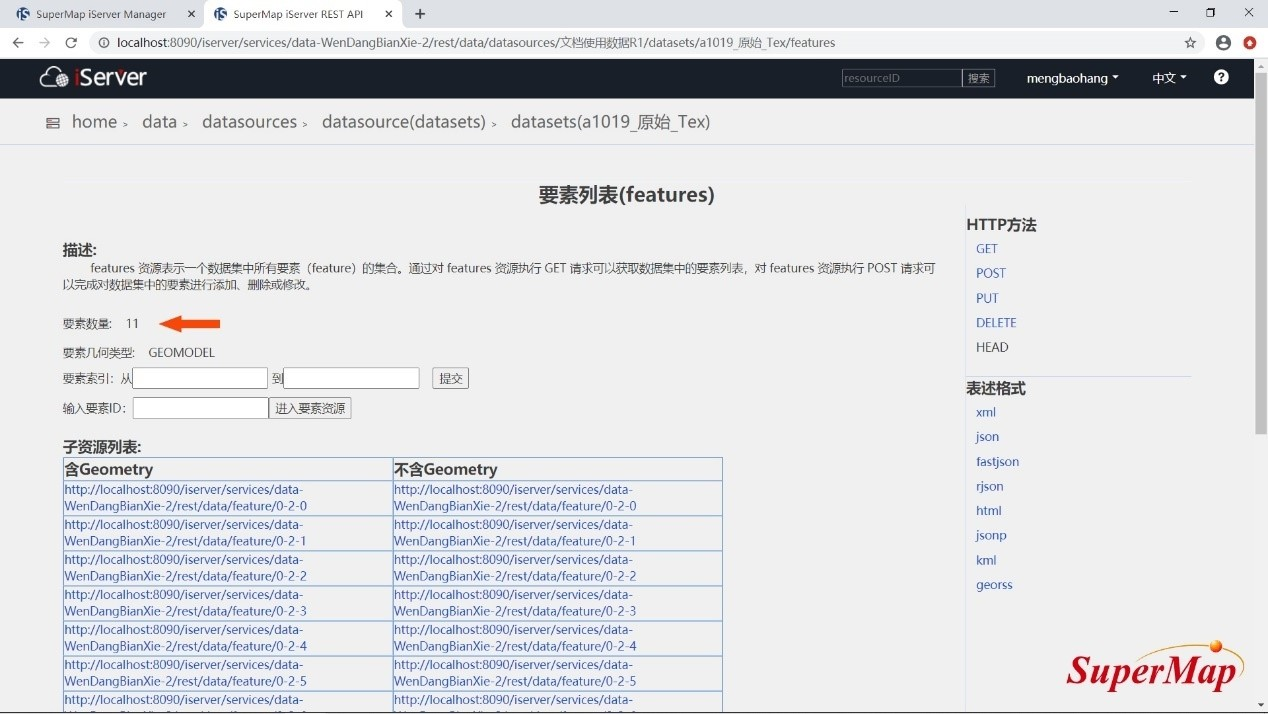 SuperMap iServer Manager
SuperMap iServer REST API
localhost:8090/iserver/services/data-WenDangBianXie-2/rest/data/datasources/文档使用数据R1/datasets/a1019_原始_Tex/features
iServer
resourceID 搜索
mengbaohang
中文
?
home > data > datasources > datasource(datasets) > datasets(a1019_原始_Tex)
要素列表(features)
描述:
features 资源表示一个数据集中所有要素（feature）的集合。通过对 features 资源执行 GET 请求可以获取数据集中的要素列表，对 features 资源执行 POST 请求可
以完成对数据集中的要素进行添加、删除或修改。
要素数量: 11
要素几何类型: GEOMODEL
要素索引：从 到 提交
输入要素ID： 进入要素资源
子资源列表:
含Geometry 不含Geometry
http://localhost:8090/iserver/services/data- http://localhost:8090/iserver/services/data-
WenDangBianXie-2/rest/data/feature/0-2-0 WenDangBianXie-2/rest/data/feature/0-2-0
http://localhost:8090/iserver/services/data- http://localhost:8090/iserver/services/data-
WenDangBianXie-2/rest/data/feature/0-2-1 WenDangBianXie-2/rest/data/feature/0-2-1
http://localhost:8090/iserver/services/data- http://localhost:8090/iserver/services/data-
WenDangBianXie-2/rest/data/feature/0-2-2 WenDangBianXie-2/rest/data/feature/0-2-2
http://localhost:8090/iserver/services/data- http://localhost:8090/iserver/services/data-
WenDangBianXie-2/rest/data/feature/0-2-3 WenDangBianXie-2/rest/data/feature/0-2-3
http://localhost:8090/iserver/services/data- http://localhost:8090/iserver/services/data-
WenDangBianXie-2/rest/data/feature/0-2-4 WenDangBianXie-2/rest/data/feature/0-2-4
http://localhost:8090/iserver/services/data- http://localhost:8090/iserver/services/data-
WenDangBianXie-2/rest/data/feature/0-2-5 WenDangBianXie-2/rest/data/feature/0-2-5
http://localhost:8090/iserver/services/data- http://localhost:8090/iserver/services/data-
HTTP方法
GET
POST
PUT
DELETE
HEAD
表述格式
xml
json
fastjson
rjson
html
jsonp
kml
georss
SuperMap